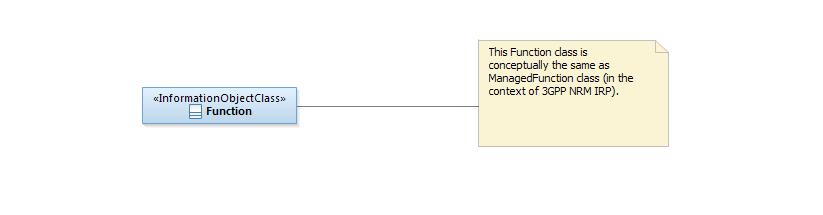 «InformationObjectClass»
Function
This Function class is
conceptually the same as
ManagedFunction class (in the
context of 3GPP NRM IRP).